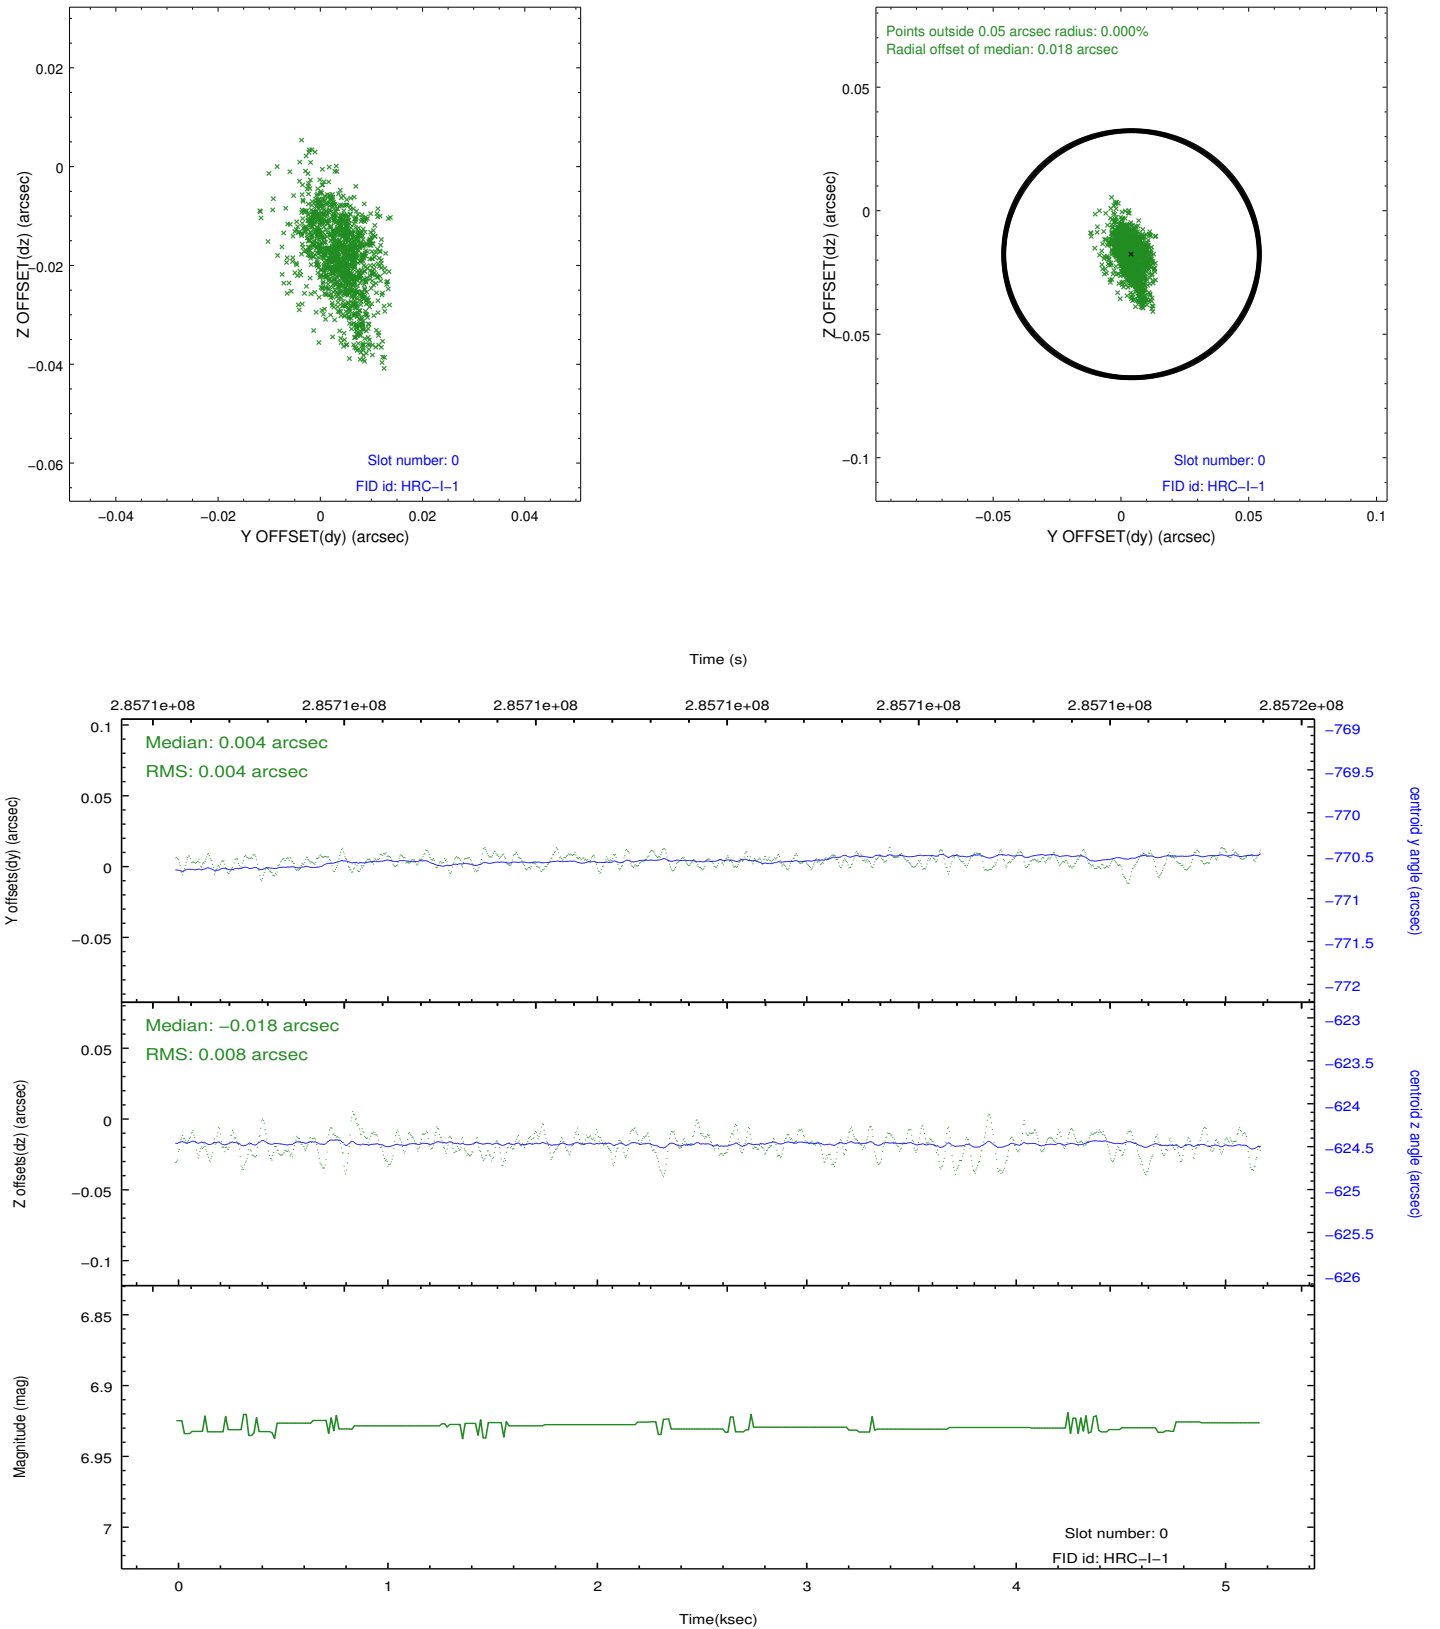 0.02
0
−0.02
−0.04
−0.06
Z OFFSET(dz) (arcsec)
Slot number: 0
FID id: HRC−I−1
−0.04
−0.02
0
0.02
0.04
Y OFFSET(dy) (arcsec)
Points outside 0.05 arcsec radius: 0.000%
Radial offset of median: 0.018 arcsec
0.05
0
−0.05
−0.1
Z OFFSET(dz) (arcsec)
Slot number: 0
FID id: HRC−I−1
−0.05
0
0.05
0.1
Y OFFSET(dy) (arcsec)
Time (s)
2.8571e+08
2.8571e+08
2.8571e+08
2.8571e+08
2.8571e+08
2.8571e+08
2.8572e+08
Median: 0.004 arcsec
RMS: 0.004 arcsec
0.1
0.05
0
−0.05
Y offsets(dy) (arcsec)
−769
−769.5
−770
−770.5
−771
−771.5
−772
centroid y angle (arcsec)
Median: −0.018 arcsec
RMS: 0.008 arcsec
0.05
0
−0.05
−0.1
Z offsets(dz) (arcsec)
−623
−623.5
−624
−624.5
−625
−625.5
−626
centroid z angle (arcsec)
6.85
6.9
6.95
7
Magnitude (mag)
Slot number: 0
FID id: HRC−I−1
0
1
2
3
4
5
Time(ksec)